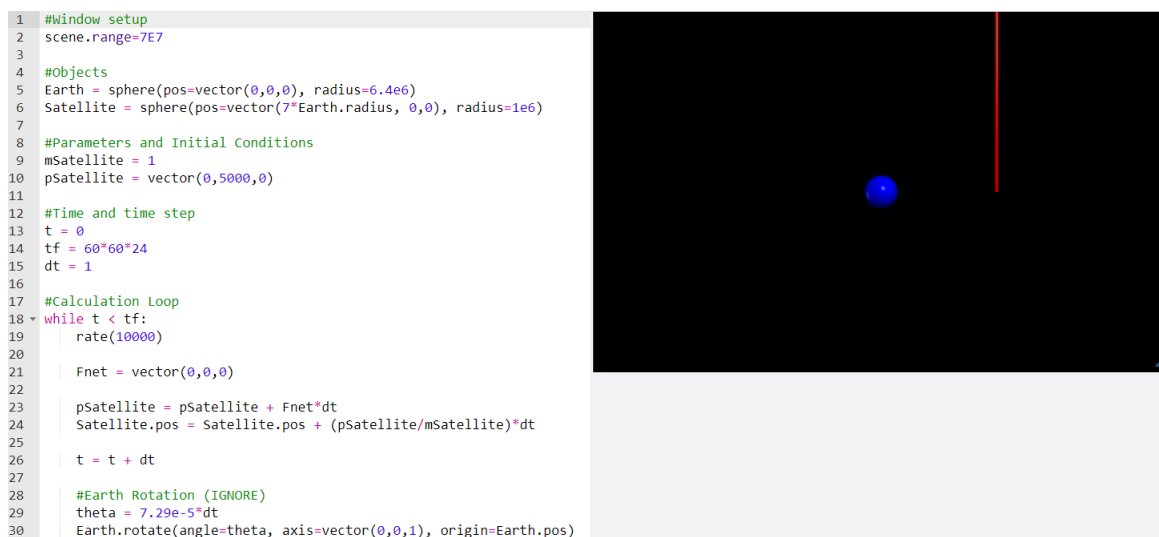 1 #Window setup
2 scene.range=7E7
3
4 #Objects
5 Earth = sphere(pos=vector(0,0,0), radius=6.4e6)
6 Satellite = sphere(pos=vector(7*Earth.radius, 0,0), radius=1e6)
7
8 #Parameters and Initial Conditions
9 mSatellite = 1
10 pSatellite = vector(0,5000,0)
11
12 #Time and time step
13 t = 0
14 tf = 60*60*24
15 dt = 1
16
17 #Calculation Loop
18 while t < tf:
19 rate(10000)
20
21 Fnet = vector(0,0,0)
22
23 pSatellite = pSatellite + Fnet*dt
24 Satellite.pos = Satellite.pos + (pSatellite/mSatellite)*dt
25
26 t = t + dt
27
28 #Earth Rotation (IGNORE)
29 theta = 7.29e-5*dt
30 Earth.rotate(angle=theta, axis=vector(0,0,1), origin=Earth.pos)